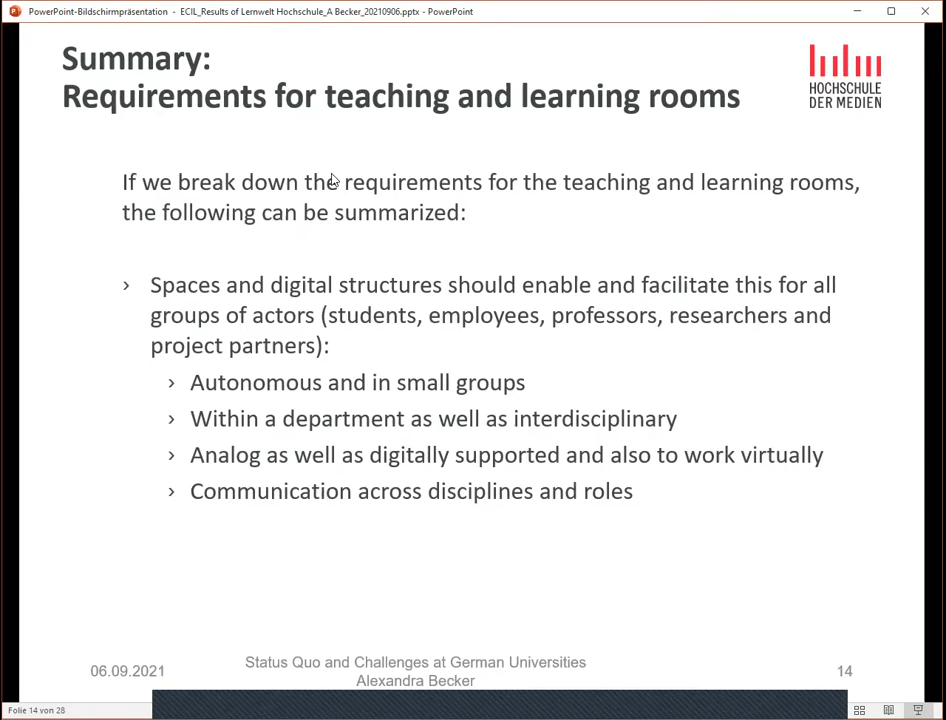 PowerPoint-Bildschirmpräsentation - ECIL_Results of Lernwelt Hochschule_A Becker_20210906.pptx - PowerPoint
Summary:
Requirements for teaching and learning rooms
HOCHSCHULE
DER MEDIEN
If we break down the requirements for the teaching and learning rooms,
the following can be summarized:
› Spaces and digital structures should enable and facilitate this for all
groups of actors (students, employees, professors, researchers and
project partners):
› Autonomous and in small groups
› Within a department as well as interdisciplinary
› Analog as well as digitally supported and also to work virtually
› Communication across disciplines and roles
06.09.2021
Status Quo and Challenges at German Universities
Alexandra Becker
14
Folie 14 von 28